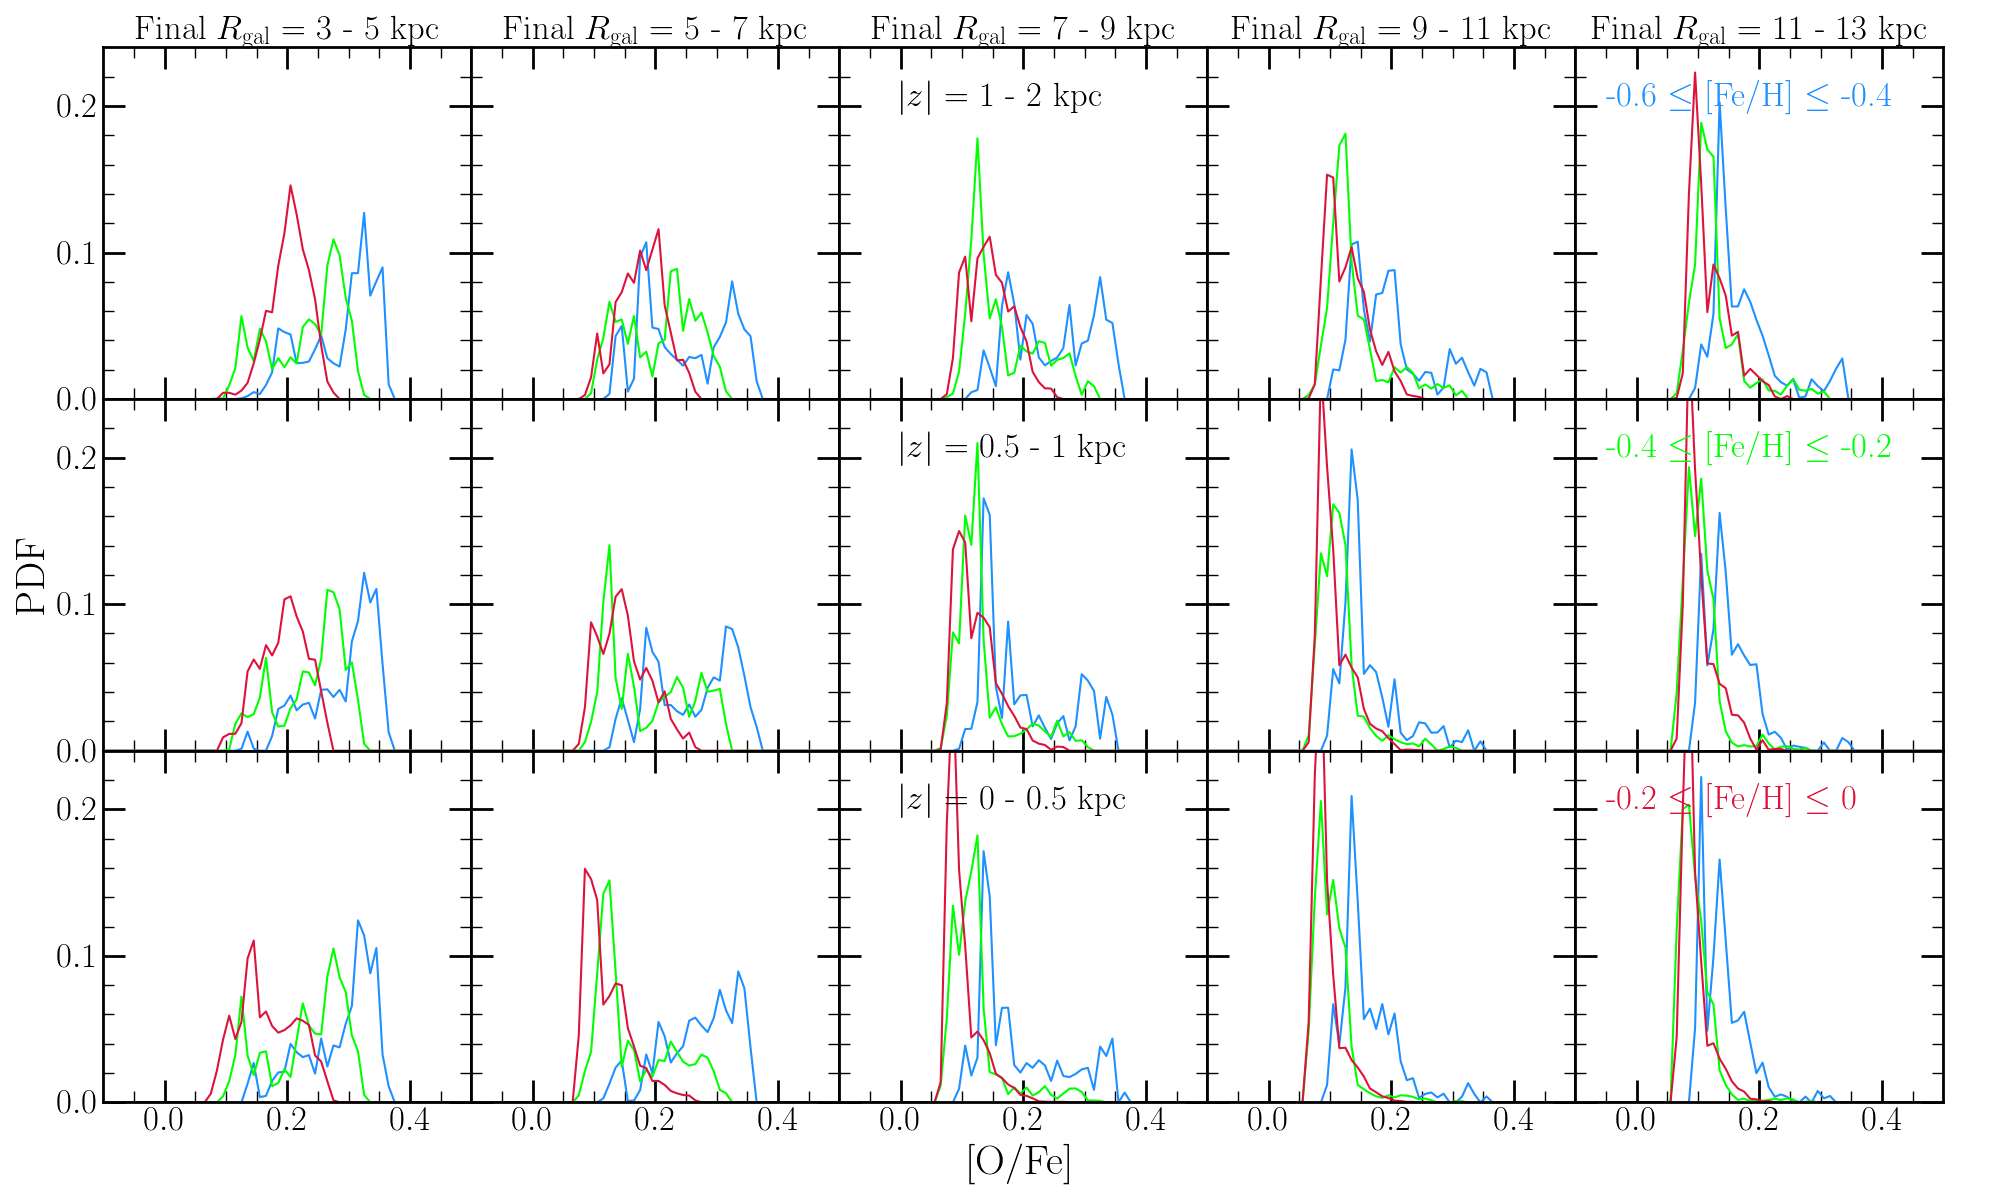 Final R_gal = 3 - 5 kpc
Final R_gal = 5 - 7 kpc
Final R_gal = 7 - 9 kpc
Final R_gal = 9 - 11 kpc
Final R_gal = 11 - 13 kpc
|z| = 1 - 2 kpc
-0.6 ≤ [Fe/H] ≤ -0.4
0.2
0.1
0.0
|z| = 0.5 - 1 kpc
-0.4 ≤ [Fe/H] ≤ -0.2
0.2
0.1
0.0
PDF
|z| = 0 - 0.5 kpc
-0.2 ≤ [Fe/H] ≤ 0
0.2
0.1
0.0
0.0 0.2 0.4 0.0 0.2 0.4 0.0 0.2 0.4 0.0 0.2 0.4 0.0 0.2 0.4
[O/Fe]